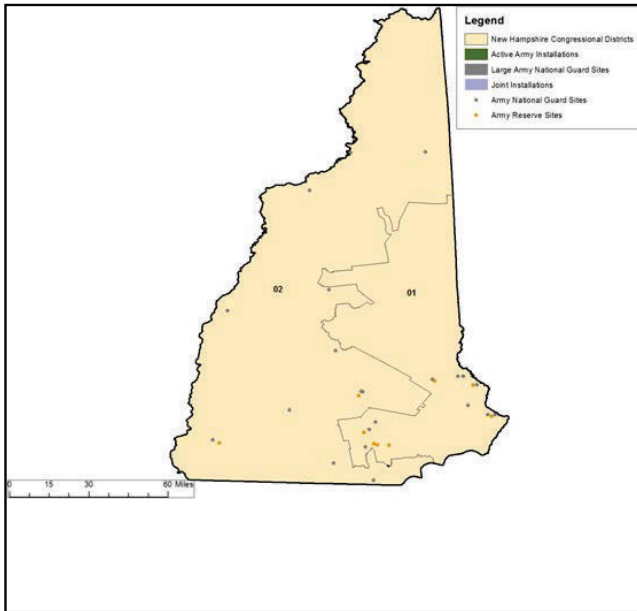 Legend
New Hampshire Congressional Districts
Active Army Installations
Large Army National Guard Sites
Joint Installations
Army National Guard Sites
Army Reserve Sites
02
01
0 15 30 60 Miles